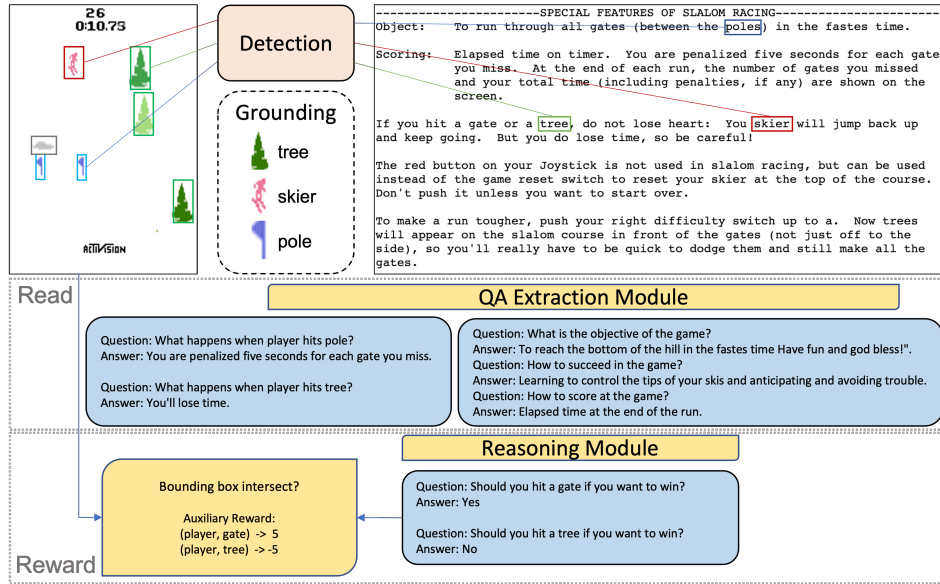 26
0:10.78
ACTIVISION
Detection
Grounding
tree
skier
pole
SPECIAL FEATURES OF SLALOM RACING
Object: To run through all gates (between the poles) in the fastes time.
Scoring: Elapsed time on timer. You are penalized five seconds for each gate
you miss. At the end of each run, the number of gates you missed
and your total time (including penalties, if any) are shown on the
screen.
If you hit a gate or a tree, do not lose heart: You skier will jump back up
and keep going. But you do lose time, so be careful!
The red button on your Joystick is not used in slalom racing, but can be used
instead of the game reset switch to reset your skier at the top of the course.
Don't push it unless you want to start over.
To make a run tougher, push your right difficulty switch up to a. Now trees
will appear on the slalom course in front of the gates (not just off to the
side), so you'll really have to be quick to dodge them and still make all the
gates.
Read
QA Extraction Module
Question: What happens when player hits pole?
Answer: You are penalized five seconds for each gate you miss.
Question: What happens when player hits tree?
Answer: You'll lose time.
Question: What is the objective of the game?
Answer: To reach the bottom of the hill in the fastes time Have fun and god bless!".
Question: How to succeed in the game?
Answer: Learning to control the tips of your skis and anticipating and avoiding trouble.
Question: How to score at the game?
Answer: Elapsed time at the end of the run.
Reasoning Module
Bounding box intersect?
Auxiliary Reward:
(player, gate) -> 5
(player, tree) -> -5
Question: Should you hit a gate if you want to win?
Answer: Yes
Question: Should you hit a tree if you want to win?
Answer: No
Reward